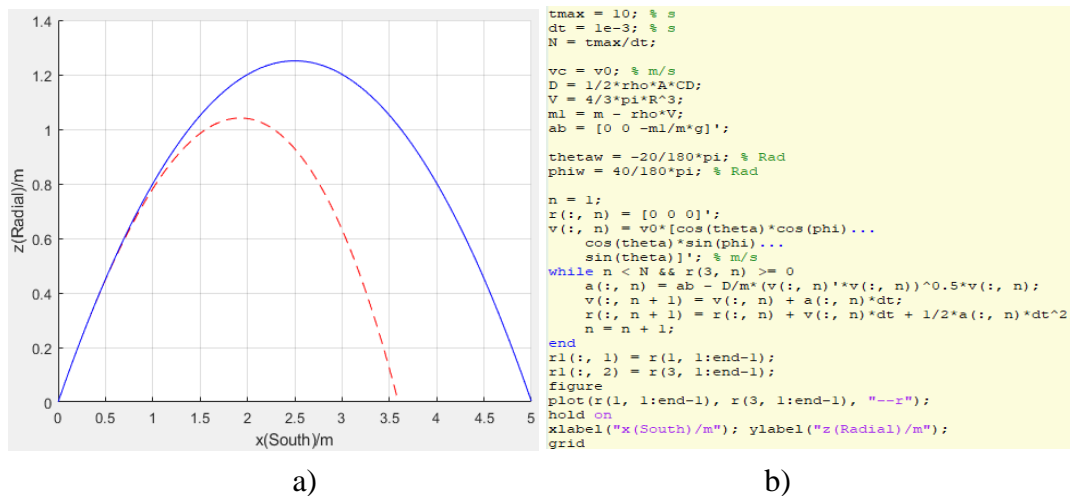 1.4
1.2
1
0.8
0.6
0.4
0.2
0
z(Radial)/m
0 0.5 1 1.5 2 2.5 3 3.5 4 4.5 5
x(South)/m
a)
tmax = 10; % s
dt = 1e-3; % s
N = tmax/dt;
vc = v0; % m/s
D = 1/2*rho*A*CD;
V = 4/3*pi*R^3;
ml = m - rho*V;
ab = [0 0 -ml/m*g]';
thetaw = -20/180*pi; % Rad
phiw = 40/180*pi; % Rad
n = 1;
r(:, n) = [0 0 0]';
v(:, n) = v0*[cos(theta)*cos(phi)...
cos(theta)*sin(phi)...
sin(theta)]'; % m/s
while n < N && r(3, n) >= 0
a(:, n) = ab - D/m*(v(:, n)'*v(:, n))^0.5*v(:, n);
v(:, n + 1) = v(:, n) + a(:, n)*dt;
r(:, n + 1) = r(:, n) + v(:, n)*dt + 1/2*a(:, n)*dt^2
n = n + 1;
end
r1(:, 1) = r(1, 1:end-1);
r1(:, 2) = r(3, 1:end-1);
figure
plot(r(1, 1:end-1), r(3, 1:end-1), "--r");
hold on
xlabel("x(South)/m"); ylabel("z(Radial)/m");
grid
b)